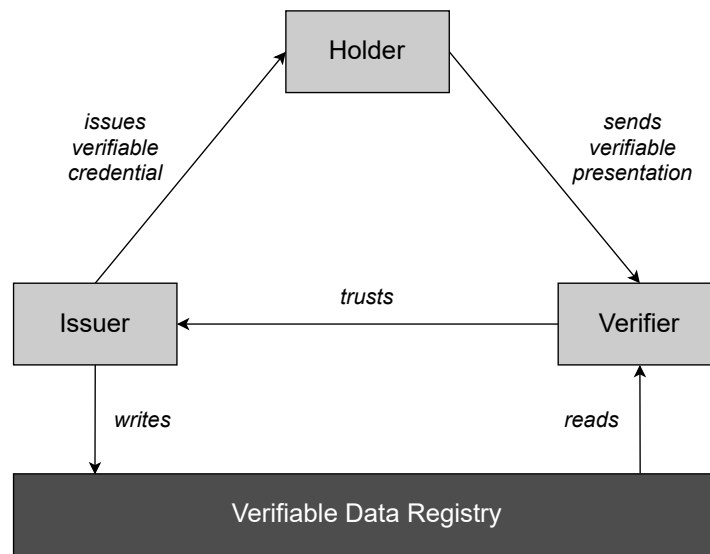 Holder
issues
verifiable
credential
sends
verifiable
presentation
trusts
Issuer
Verifier
writes
reads
Verifiable Data Registry